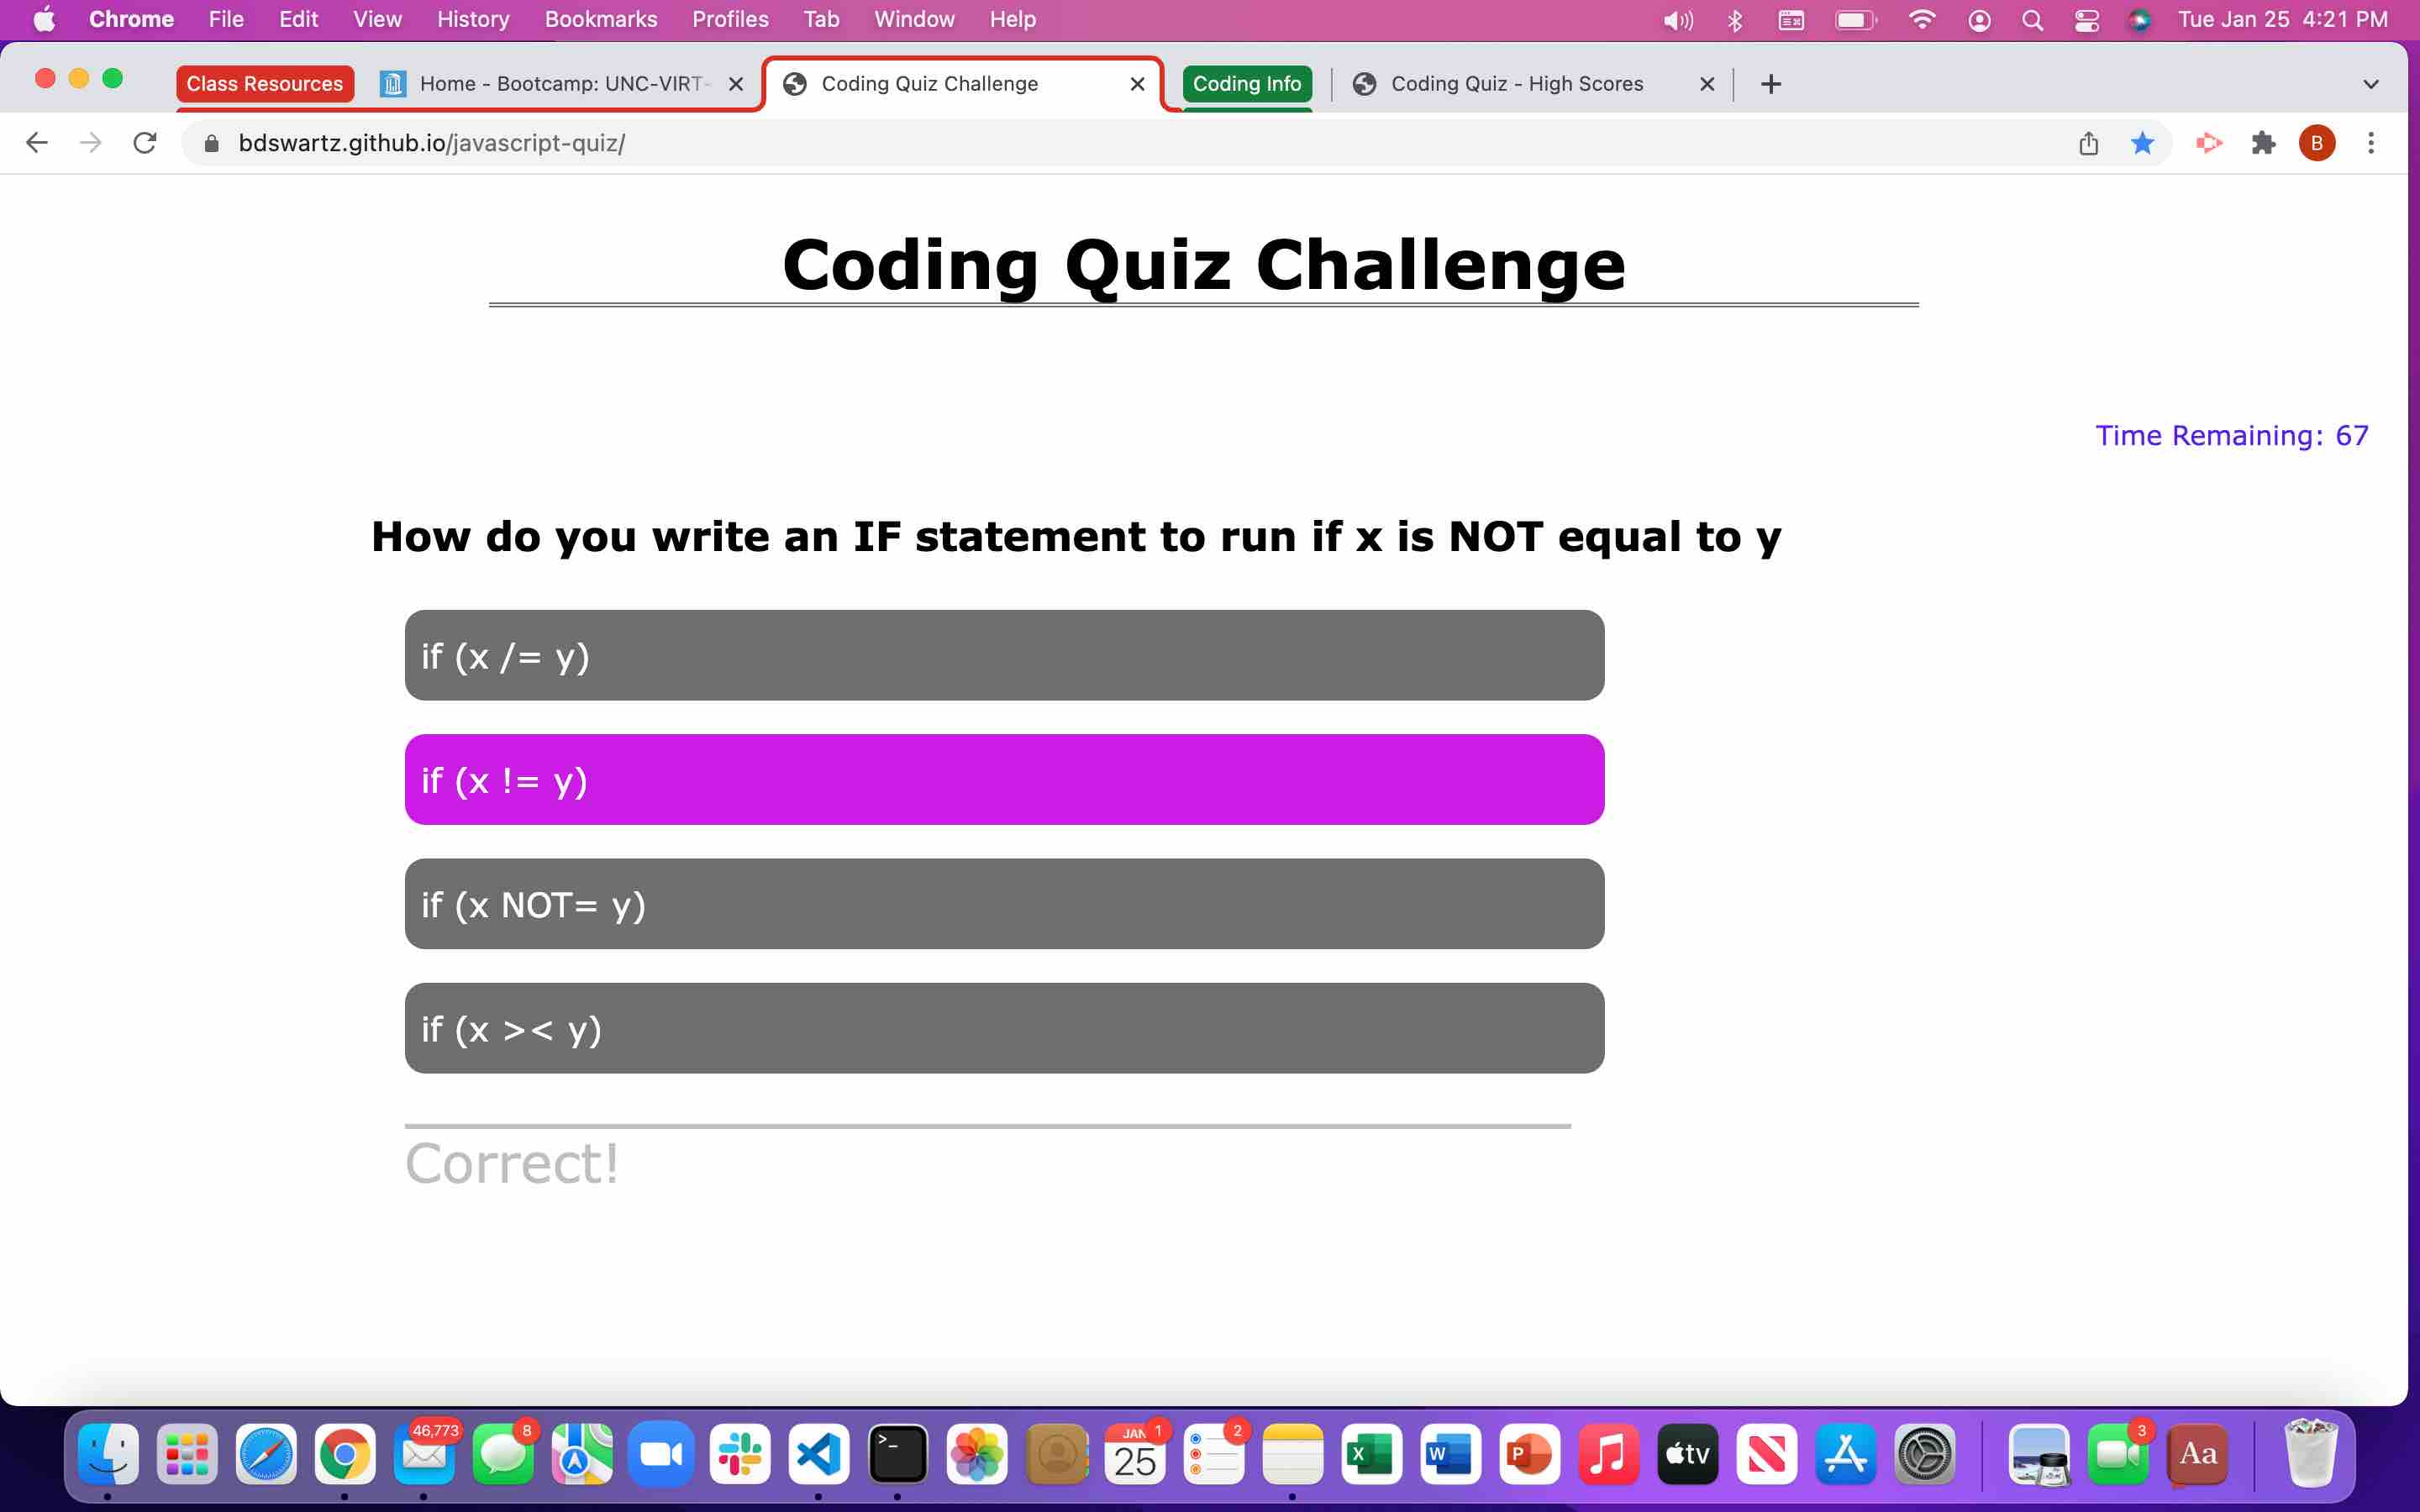 Chrome File Edit View History Bookmarks Profiles Tab Window Help Tue Jan 25 4:21 PM
Class Resources Home - Bootcamp: UNC-VIRT- Coding Quiz Challenge Coding Info Coding Quiz - High Scores
bdswartz.github.io/javascript-quiz/ B
Coding Quiz Challenge
Time Remaining: 67
How do you write an IF statement to run if x is NOT equal to y
if (x /= y)
if (x != y)
if (x NOT= y)
if (x >< y)
Correct!
46,773 8 JAN 1 2 3
>_ 25 X W P tv Aa